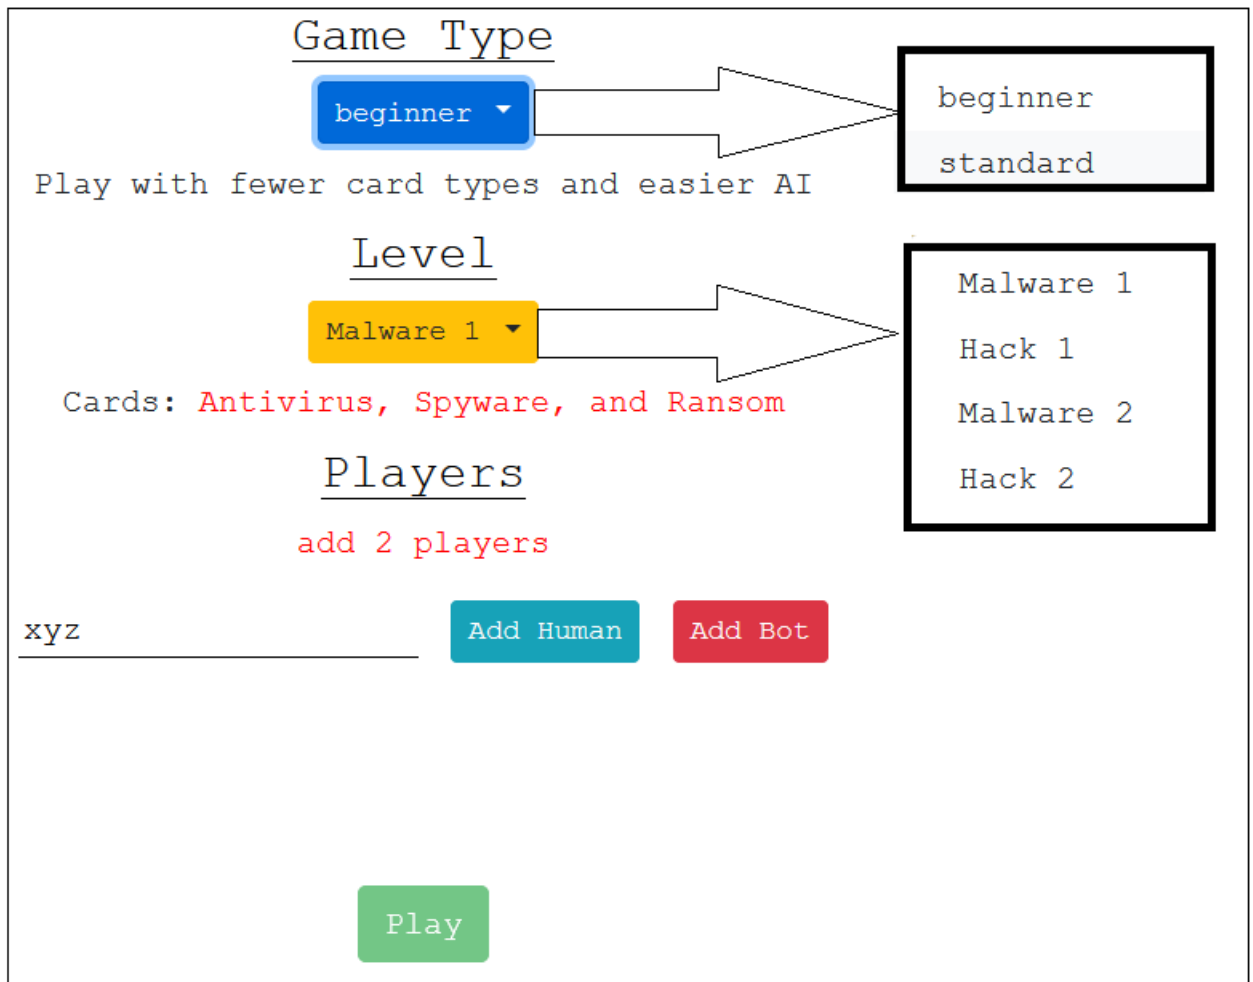 Game Type
beginner
Play with fewer card types and easier AI
beginner
standard
Level
Malware 1
Cards: Antivirus, Spyware, and Ransom
Malware 1
Hack 1
Malware 2
Hack 2
Players
add 2 players
xyz
Add Human
Add Bot
Play